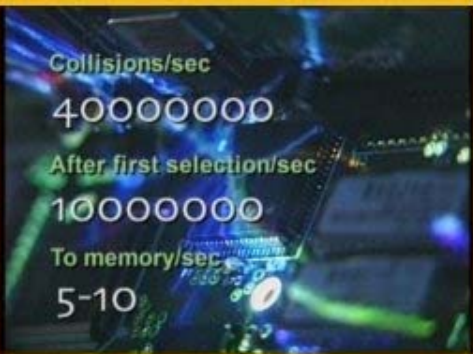 Collisions/sec
40000000
After first selection/sec
10000000
To memory/sec
5-10